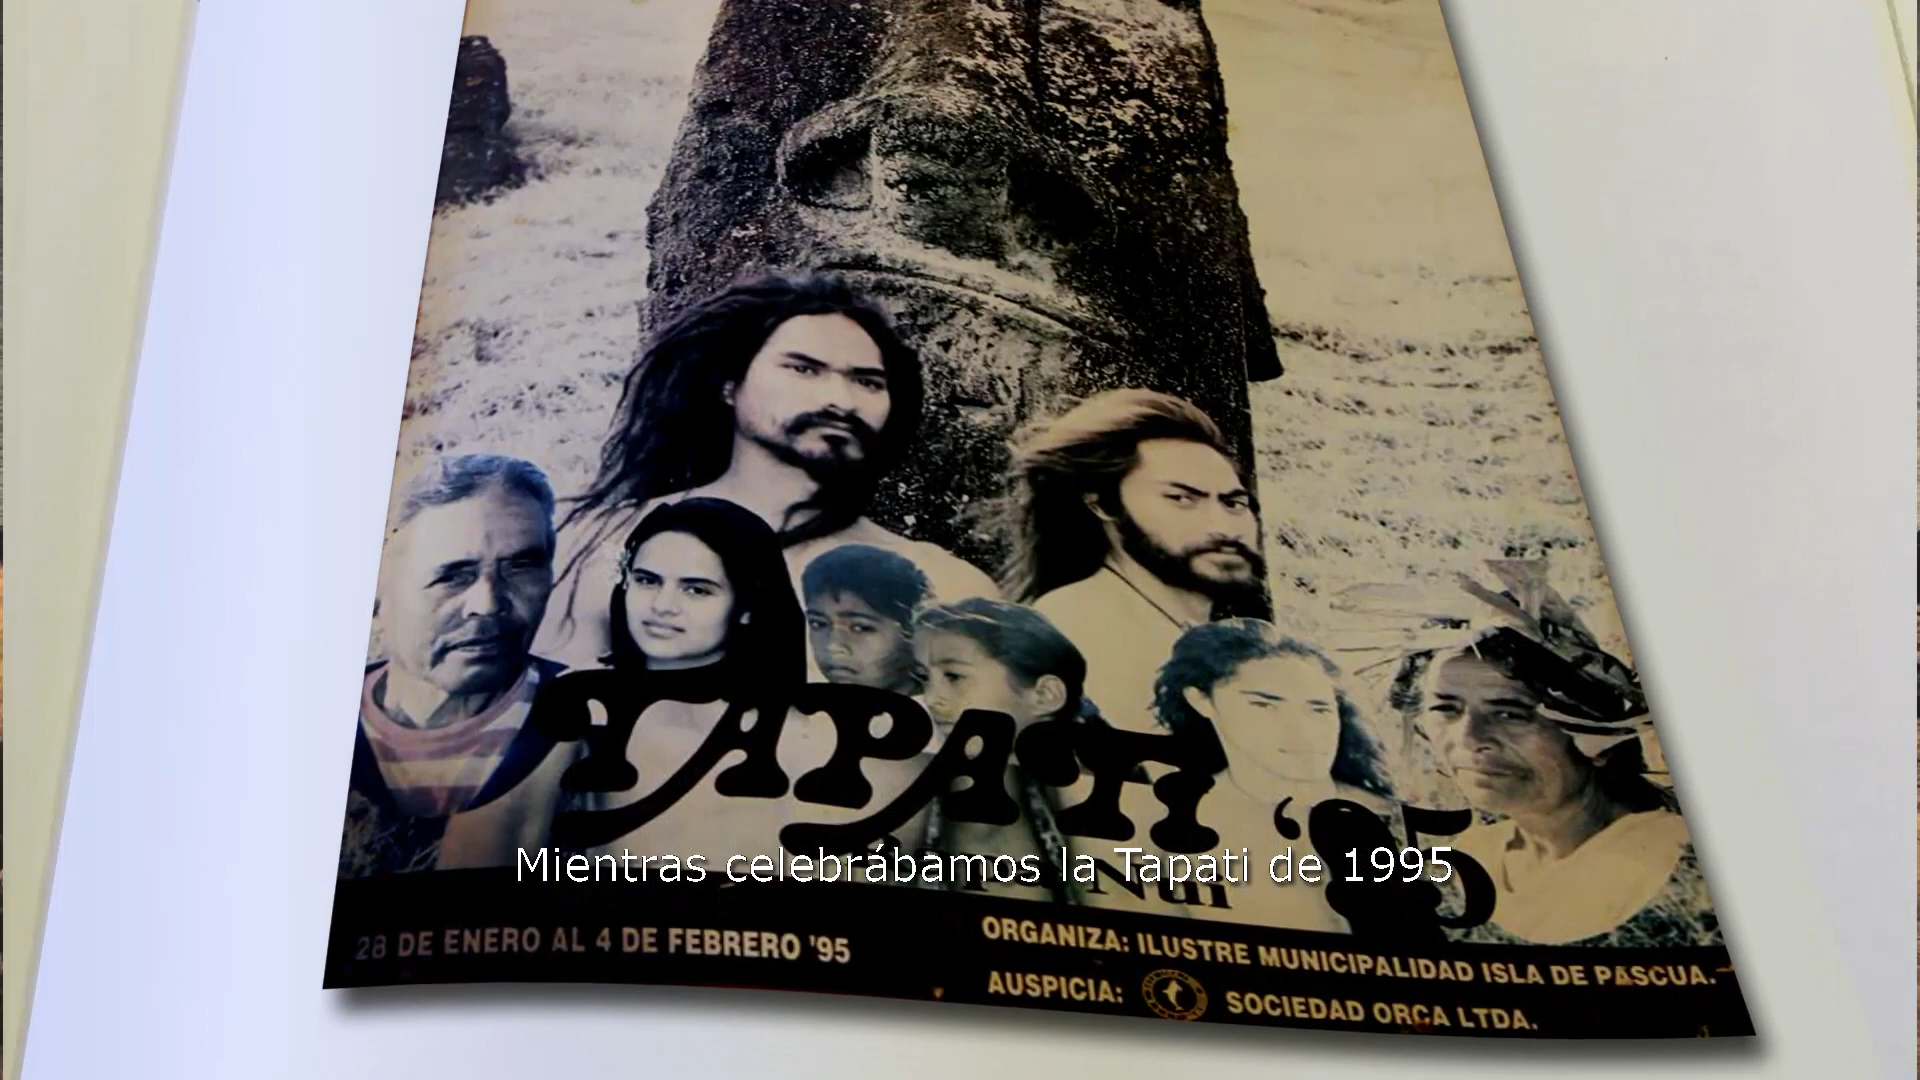 TAPATI '95
Nui
Mientras celebrábamos la Tapati de 1995
28 DE ENERO AL 4 DE FEBRERO '95
ORGANIZA: ILUSTRE MUNICIPALIDAD ISLA DE PASCUA.
AUSPICIA: SOCIEDAD ORCA LTDA.